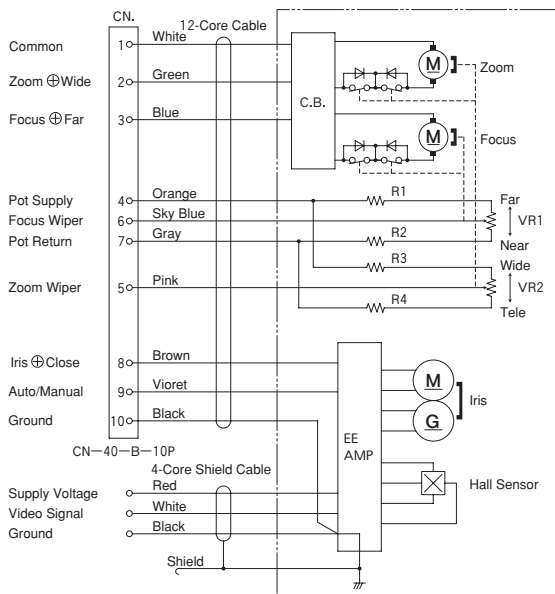 CN.
12-Core Cable
Common 1 White
Zoom ⊕Wide 2 Green
Focus ⊕Far 3 Blue
C.B.
M Zoom
M Focus
Pot Supply 4 Orange R1 Far
Focus Wiper 6 Sky Blue VR1
Pot Return 7 Gray R2 Near
R3 Wide
Zoom Wiper 5 Pink VR2
R4 Tele
Iris ⊕Close 8 Brown
Auto/Manual 9 Vioret
Ground 10 Black
CN-40-B-10P
EE
AMP
M
G
Iris
Hall Sensor
4-Core Shield Cable
Supply Voltage Red
Video Signal White
Ground Black
Shield